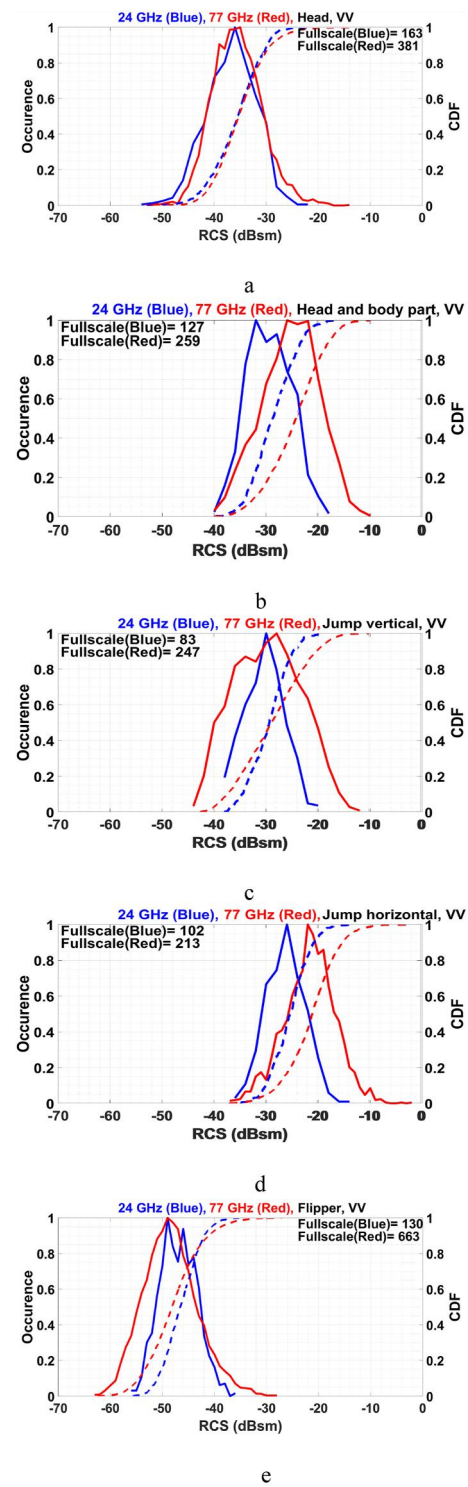 24 GHz (Blue), 77 GHz (Red), Head, VV
Fullscale(Blue)= 163
Fullscale(Red)= 381
Occurence
CDF
1
0.8
0.6
0.4
0.2
0
1
0.8
0.6
0.4
0.2
0
-70 -60 -50 -40 -30 -20 -10 0
RCS (dBsm)
a
24 GHz (Blue), 77 GHz (Red), Head and body part, VV
Fullscale(Blue)= 127
Fullscale(Red)= 259
Occurence
CDF
1
0.8
0.6
0.4
0.2
0
1
0.8
0.6
0.4
0.2
0
-70 -60 -50 -40 -30 -20 -10 0
RCS (dBsm)
b
24 GHz (Blue), 77 GHz (Red), Jump vertical, VV
Fullscale(Blue)= 83
Fullscale(Red)= 247
Occurence
CDF
1
0.8
0.6
0.4
0.2
0
1
0.8
0.6
0.4
0.2
0
-70 -60 -50 -40 -30 -20 -10 0
RCS (dBsm)
c
24 GHz (Blue), 77 GHz (Red), Jump horizontal, VV
Fullscale(Blue)= 102
Fullscale(Red)= 213
Occurence
CDF
1
0.8
0.6
0.4
0.2
0
1
0.8
0.6
0.4
0.2
0
-70 -60 -50 -40 -30 -20 -10 0
RCS (dBsm)
d
24 GHz (Blue), 77 GHz (Red), Flipper, VV
Fullscale(Blue)= 130
Fullscale(Red)= 663
Occurence
CDF
1
0.8
0.6
0.4
0.2
0
1
0.8
0.6
0.4
0.2
0
-70 -60 -50 -40 -30 -20 -10 0
RCS (dBsm)
e